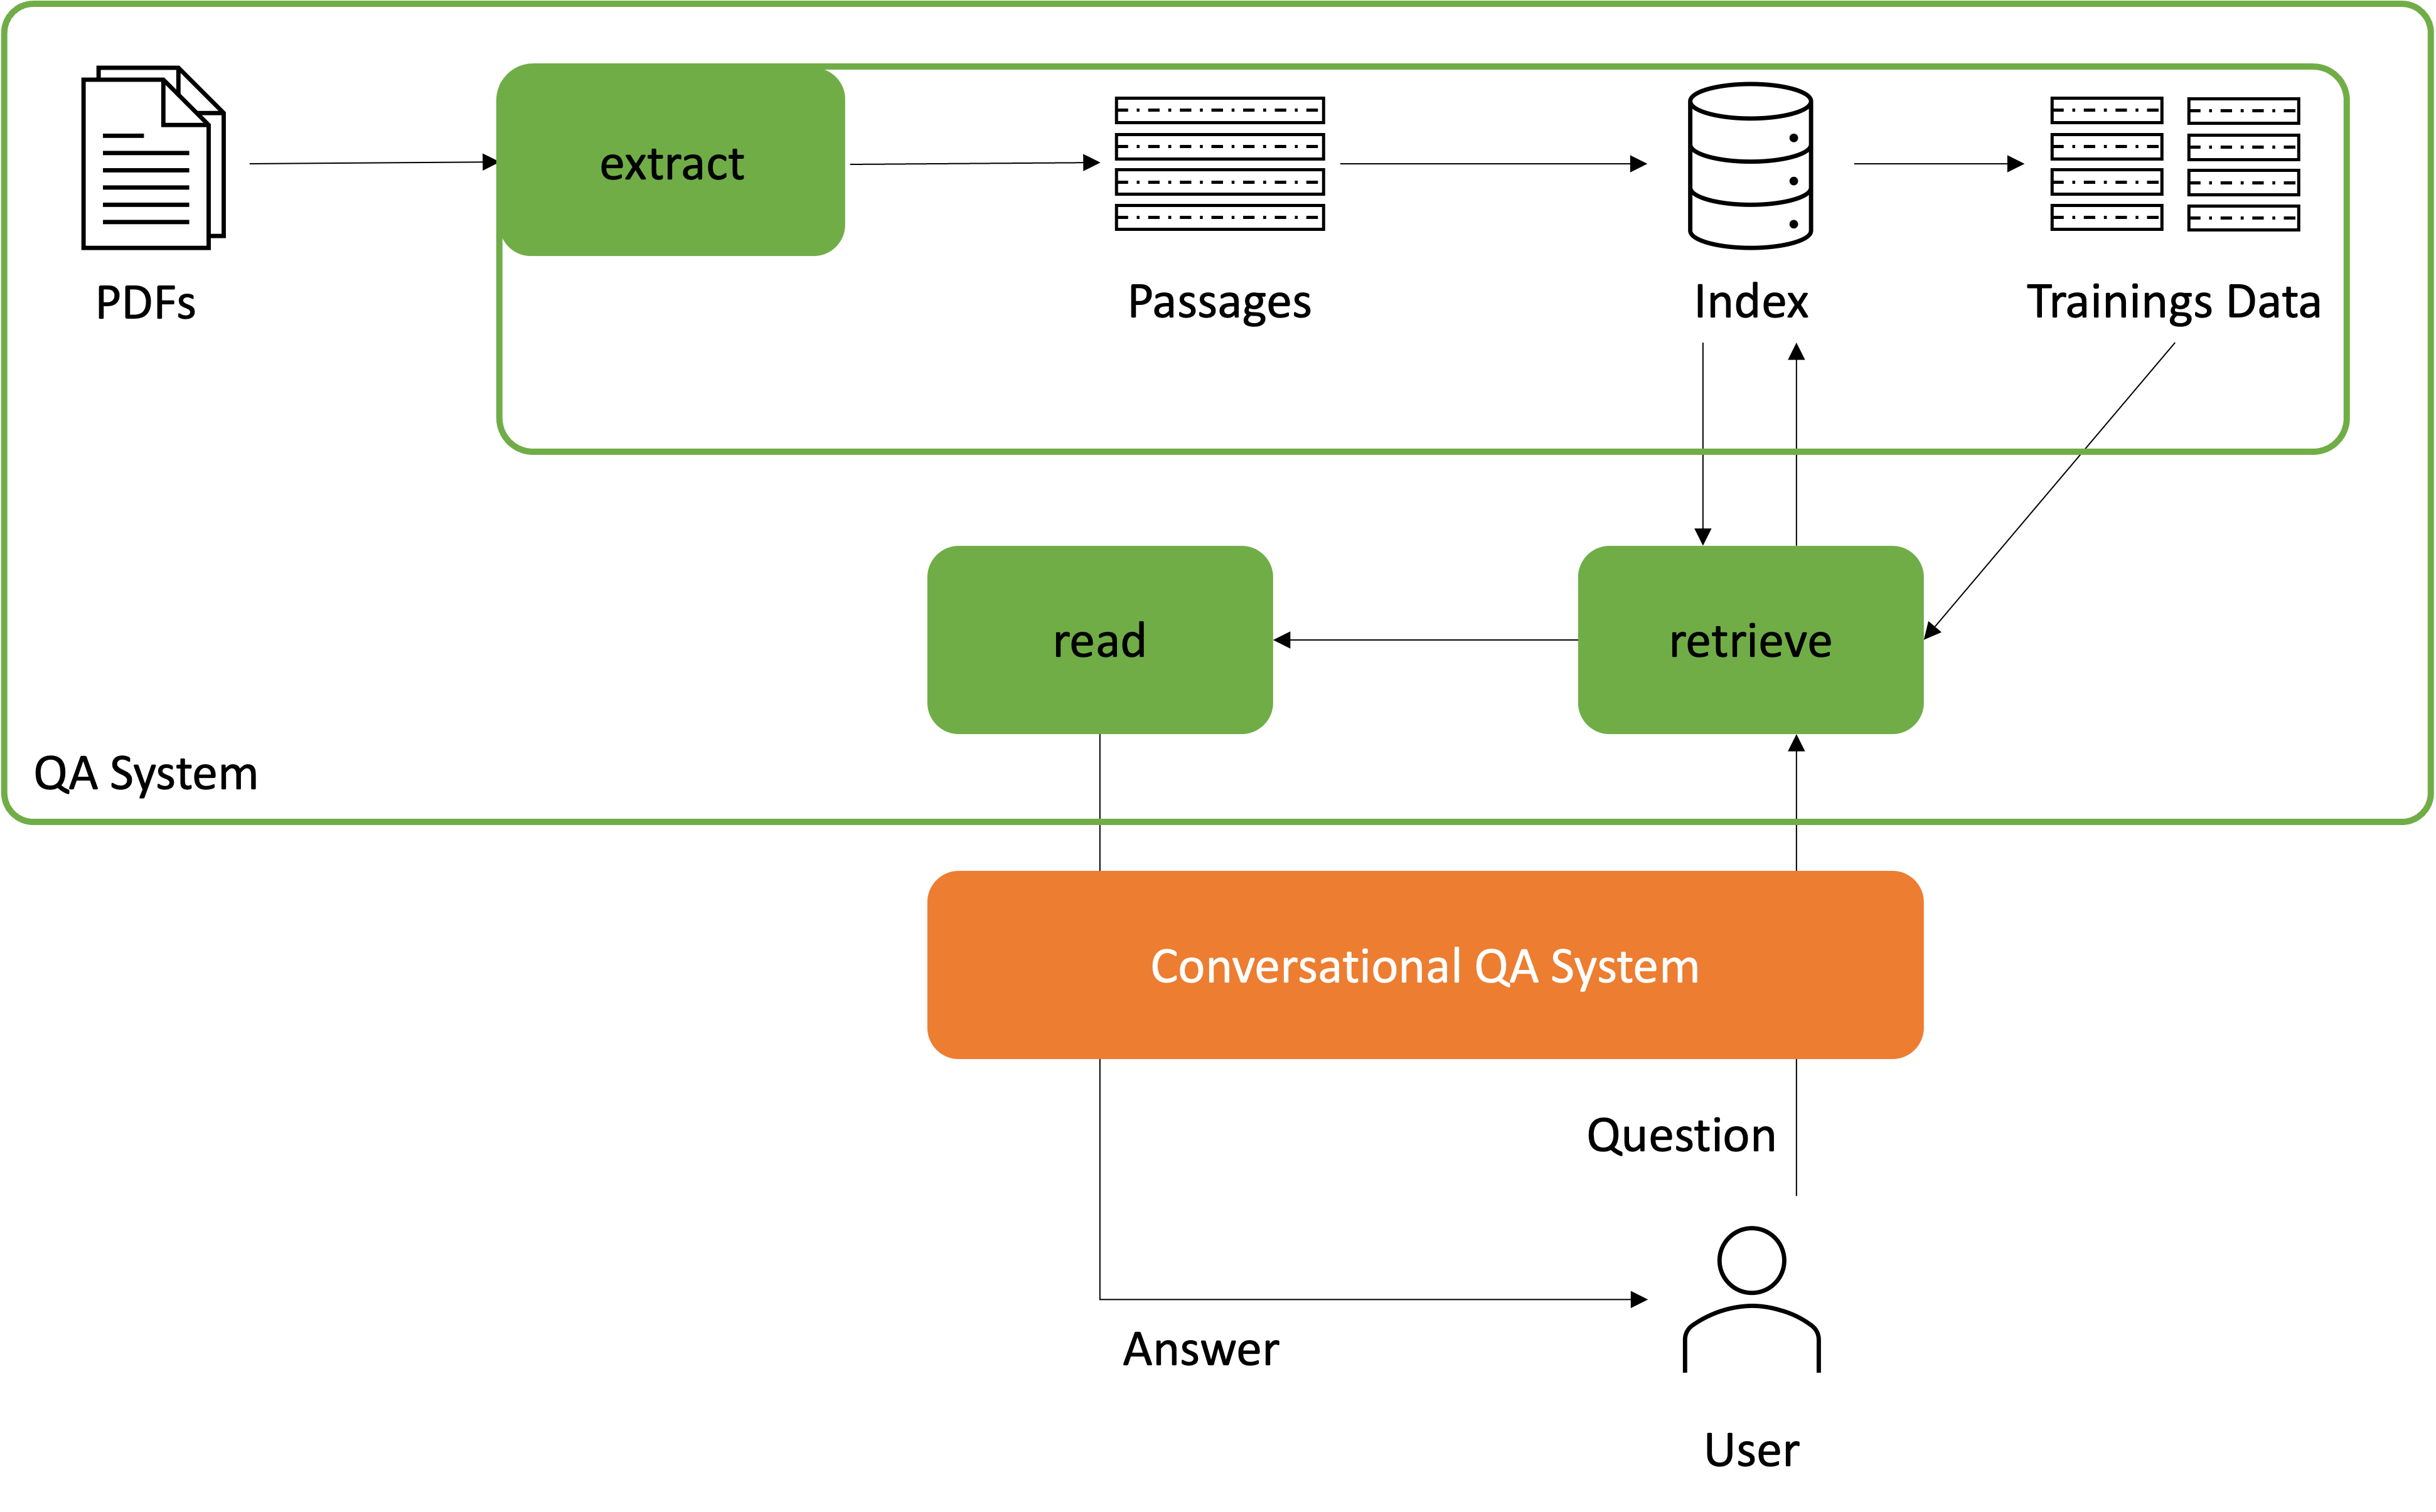 extract
PDFs
Passages
Index
Trainings Data
read
retrieve
QA System
Conversational QA System
Question
Answer
User